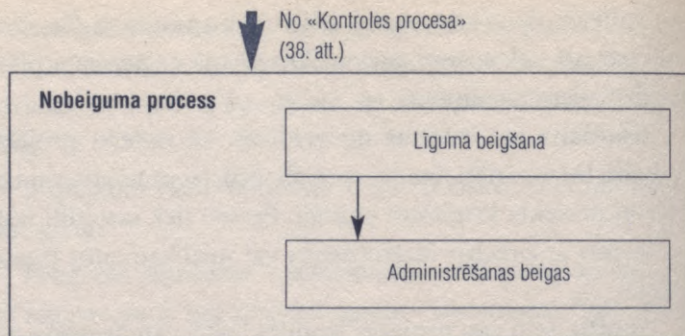 No «Kontroles procesa»
(38. att.)
Nobeiguma process
Līguma beigšana
Administrēšanas beigas